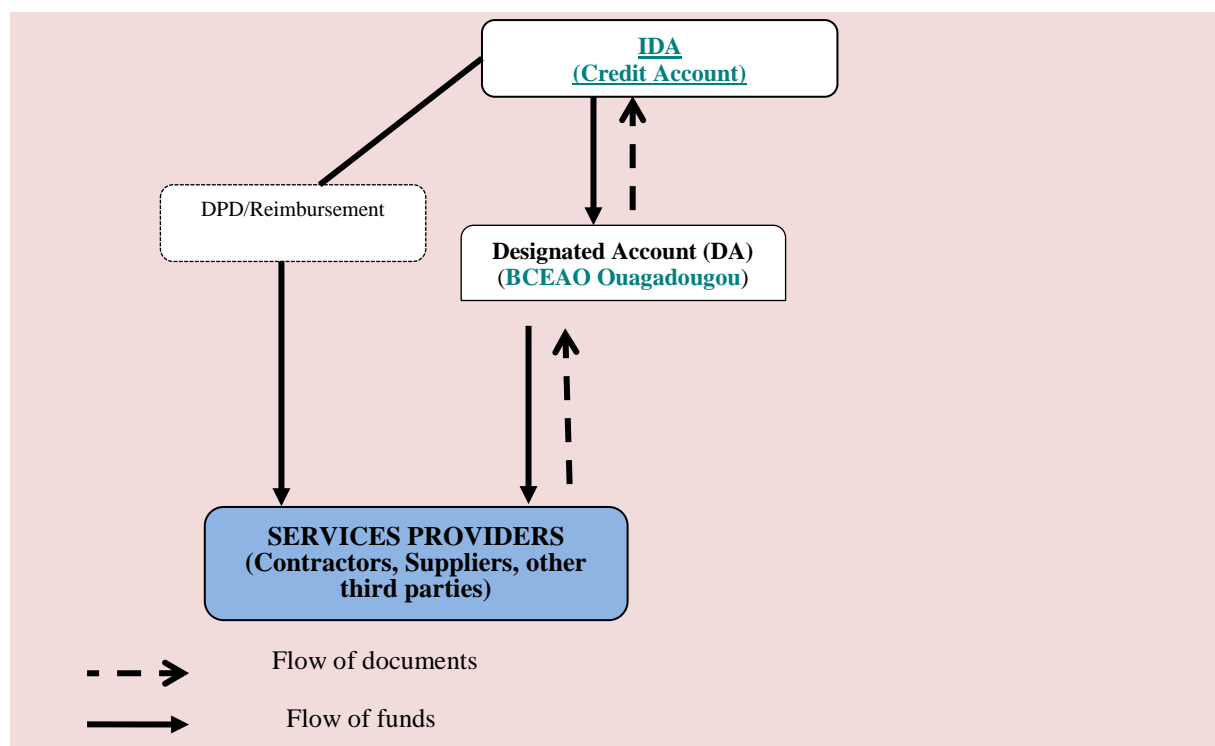 IDA
(Credit Account)
DPD/Reimbursement
Designated Account (DA)
(BCEAO Ouagadougou)
SERVICES PROVIDERS
(Contractors, Suppliers, other
third parties)
Flow of documents
Flow of funds